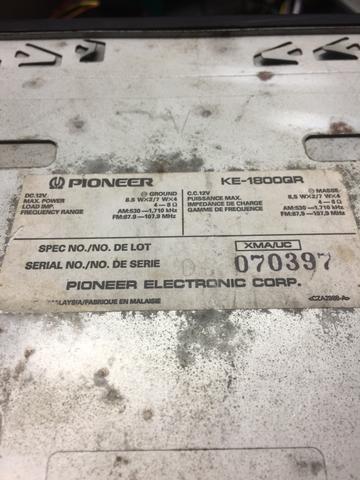 PIONEER KE-1800QR
DC.12V ⊖ GROUND C.C.12V ⊖ MASSE
MAX. POWER 8.5 W×2/7 W×4 PUISSANCE MAX. 8.5 W×2/7 W×4
LOAD IMP. 4 – 8 Ω IMPÉDANCE DE CHARGE 4 – 8 Ω
FREQUENCY RANGE AM:530 –1,710 kHz GAMME DE FREQUENCE AM:530 –1,710 kHz
FM:87.9 – 107.9 MHz FM:87.9 – 107.9 MHz
SPEC NO./NO. DE LOT XMA/UC
SERIAL NO./NO. DE SERIE 070397
PIONEER ELECTRONIC CORP.
MALAYSIA/FABRIQUE EN MALAISIE